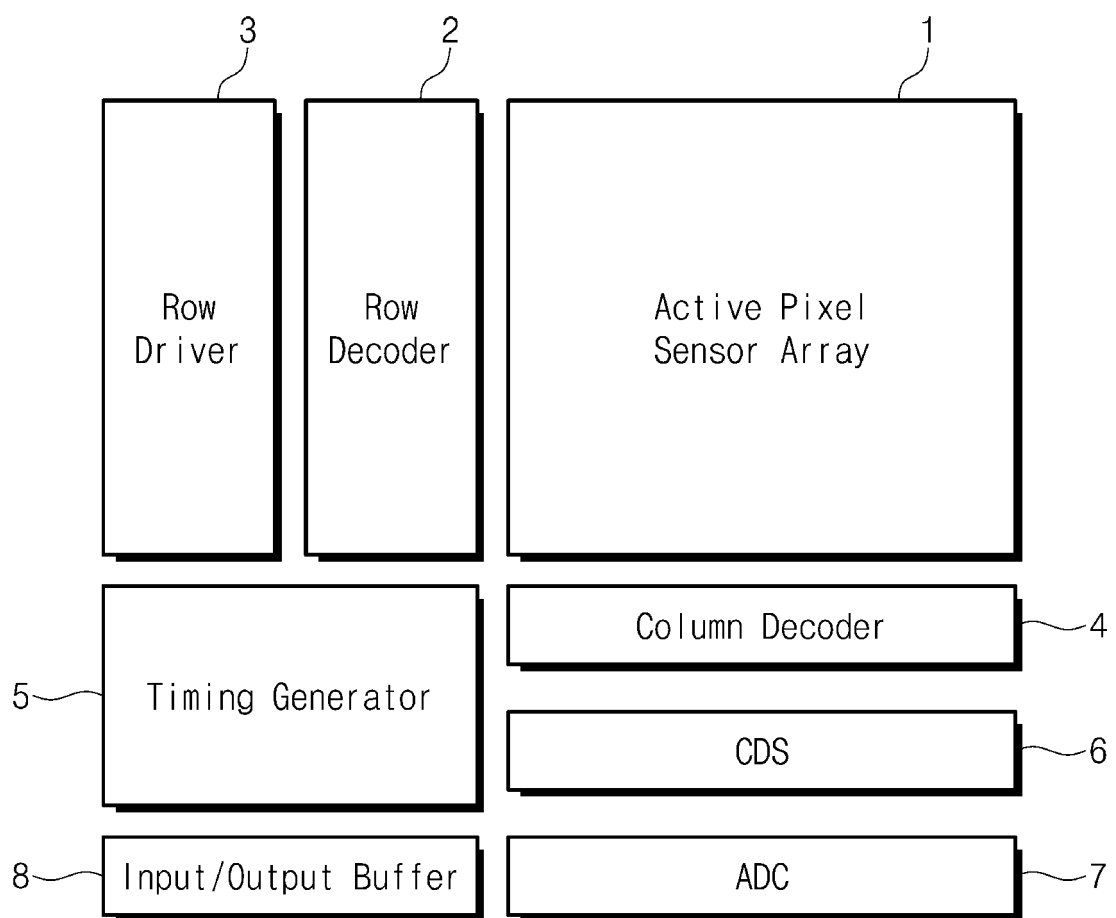 3
2
1
Row
Driver
Row
Decoder
Active Pixel
Sensor Array
Column Decoder
4
5
Timing Generator
CDS
6
8
Input/Output Buffer
ADC
7